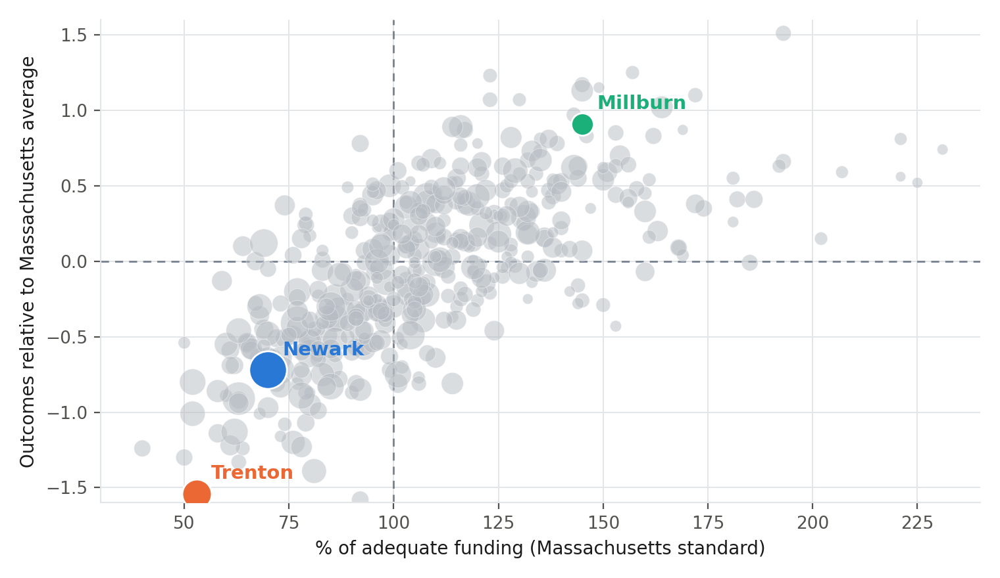 Outcomes relative to Massachusetts average
1.5
1.0
0.5
0.0
−0.5
−1.0
−1.5
Millburn
Newark
Trenton
50 75 100 125 150 175 200 225
% of adequate funding (Massachusetts standard)